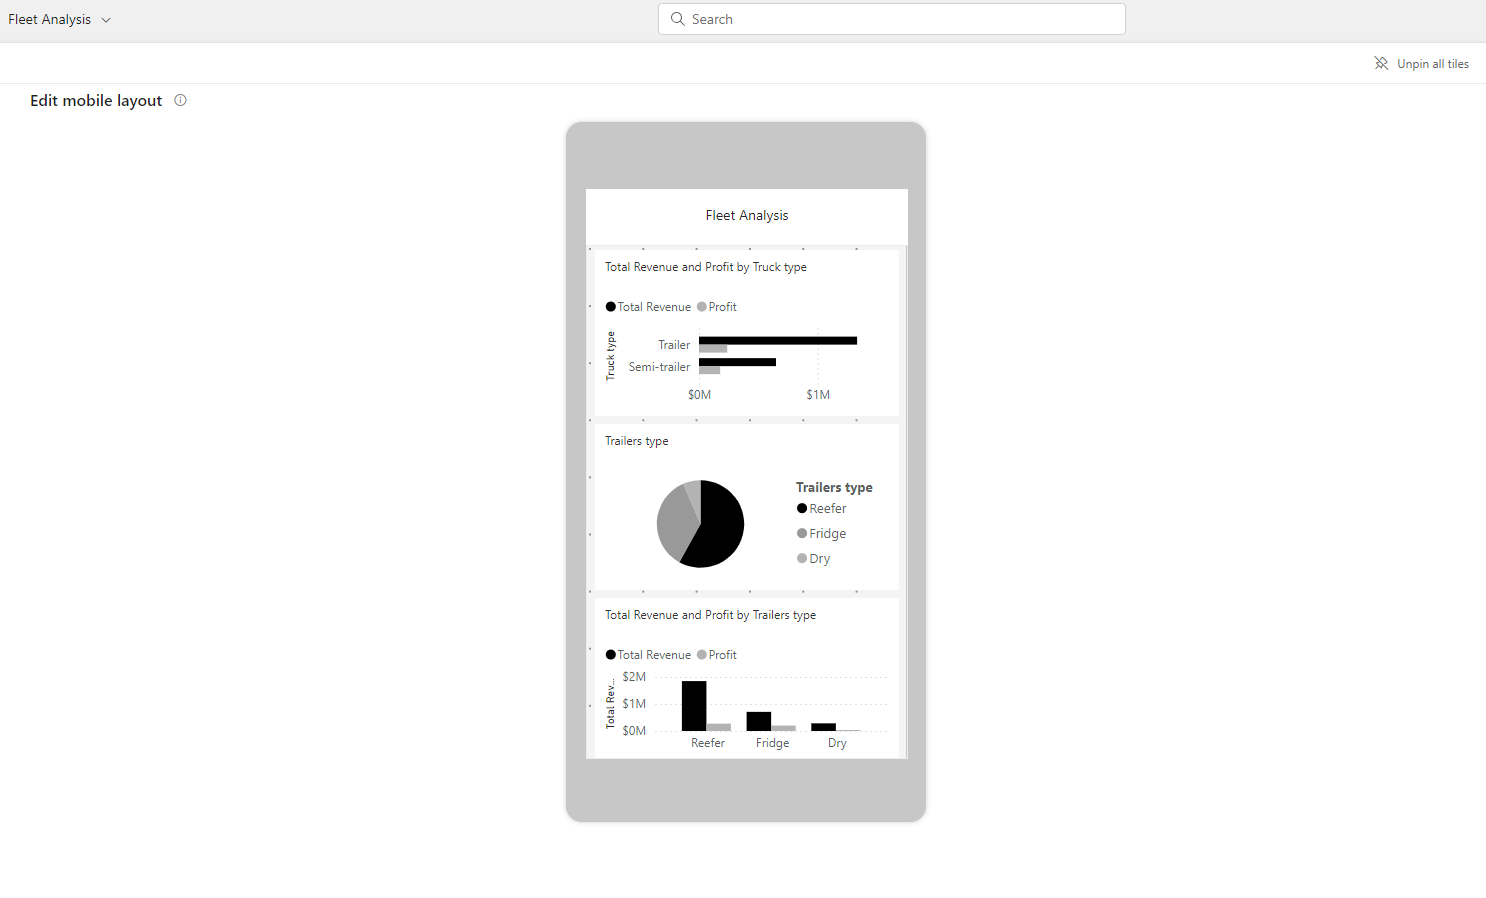 Fleet Analysis
Search
Unpin all tiles
Edit mobile layout
Fleet Analysis
Total Revenue and Profit by Truck type
Total Revenue Profit
Truck type
Trailer
Semi-trailer
$0M $1M
Trailers type
Trailers type
Reefer
Fridge
Dry
Total Revenue and Profit by Trailers type
Total Revenue Profit
Total Rev...
$2M
$1M
$0M
Reefer Fridge Dry